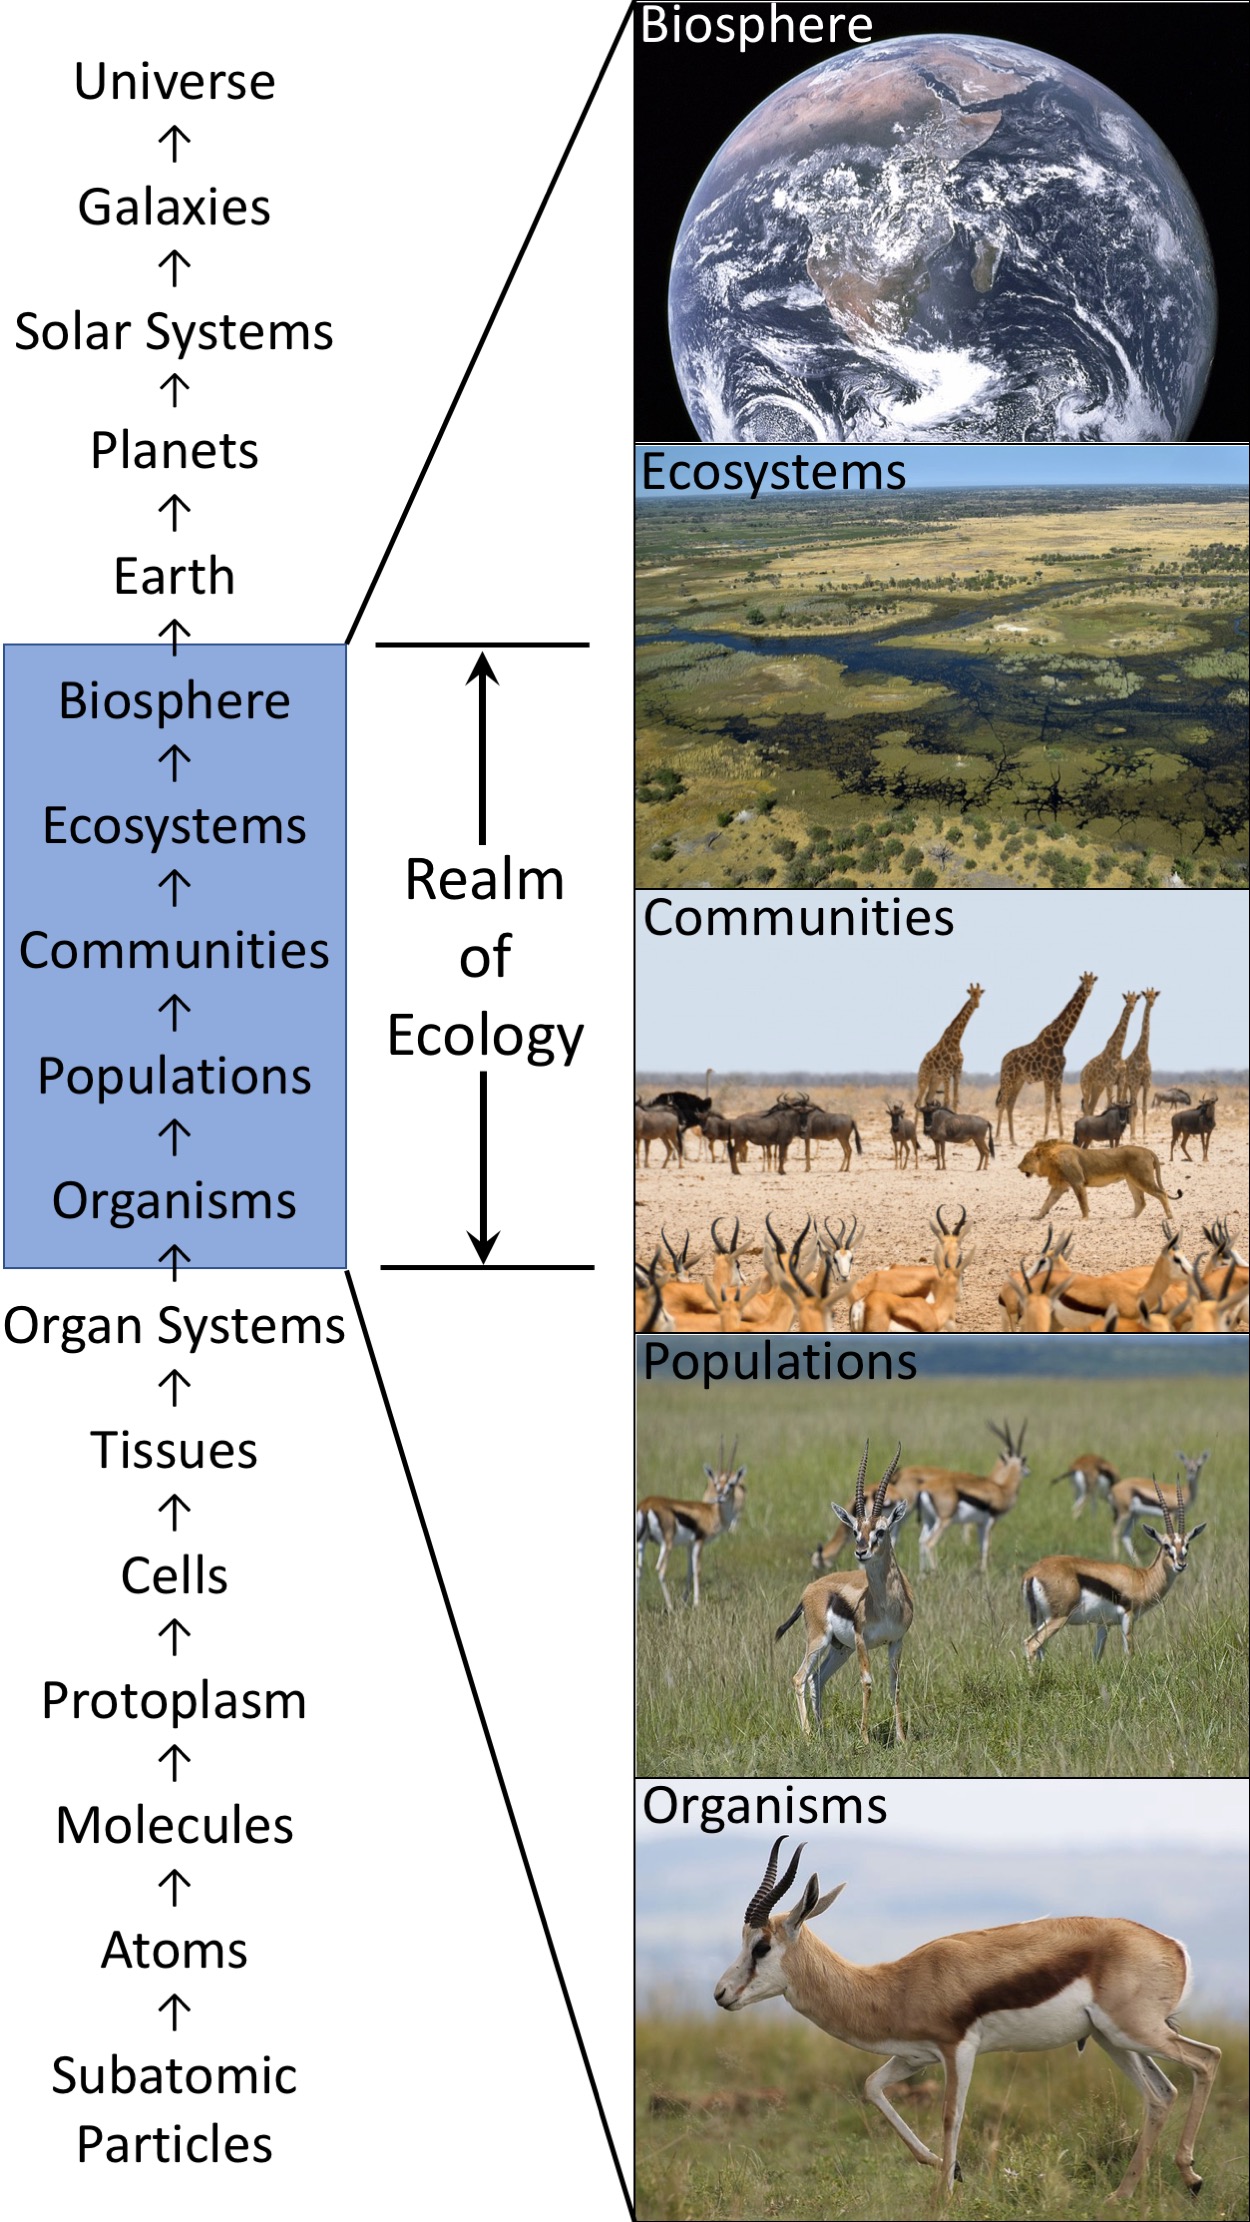 Universe
↑
Galaxies
↑
Solar Systems
↑
Planets
↑
Earth
↑
Biosphere
↑
Ecosystems
↑
Communities
↑
Populations
↑
Organisms
↑
Organ Systems
↑
Tissues
↑
Cells
↑
Protoplasm
↑
Molecules
↑
Atoms
↑
Subatomic
Particles
Realm
of
Ecology
Biosphere
Ecosystems
Communities
Populations
Organisms